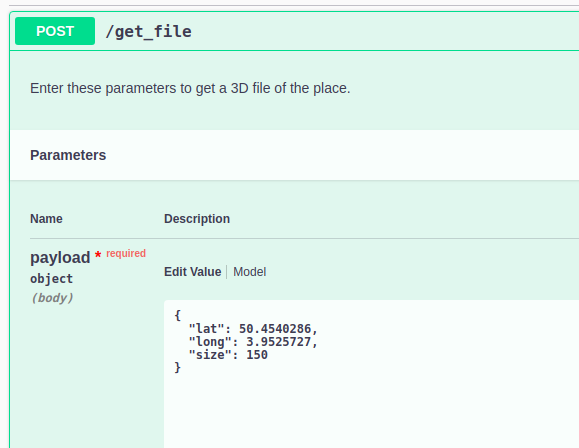 POST /get_file
Enter these parameters to get a 3D file of the place.
Parameters
Name Description
payload * required
object
(body)
Edit Value Model
{
"lat": 50.4540286,
"long": 3.9525727,
"size": 150
}